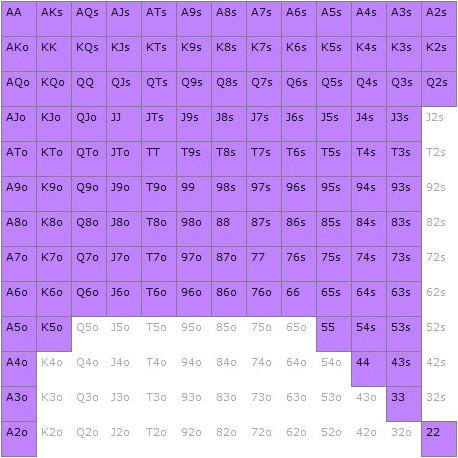 AA AKs AQs AJs ATs A9s A8s A7s A6s A5s A4s A3s A2s
AKo KK KQs KJs KTs K9s K8s K7s K6s K5s K4s K3s K2s
AQo KQo QQ QJs QTs Q9s Q8s Q7s Q6s Q5s Q4s Q3s Q2s
AJo KJo QJo JJ JTs J9s J8s J7s J6s J5s J4s J3s J2s
ATo KTo QTo JTo TT T9s T8s T7s T6s T5s T4s T3s T2s
A9o K9o Q9o J9o T9o 99 98s 97s 96s 95s 94s 93s 92s
A8o K8o Q8o J8o T8o 98o 88 87s 86s 85s 84s 83s 82s
A7o K7o Q7o J7o T7o 97o 87o 77 76s 75s 74s 73s 72s
A6o K6o Q6o J6o T6o 96o 86o 76o 66 65s 64s 63s 62s
A5o K5o Q5o J5o T5o 95o 85o 75o 65o 55 54s 53s 52s
A4o K4o Q4o J4o T4o 94o 84o 74o 64o 54o 44 43s 42s
A3o K3o Q3o J3o T3o 93o 83o 73o 63o 53o 43o 33 32s
A2o K2o Q2o J2o T2o 92o 82o 72o 62o 52o 42o 32o 22